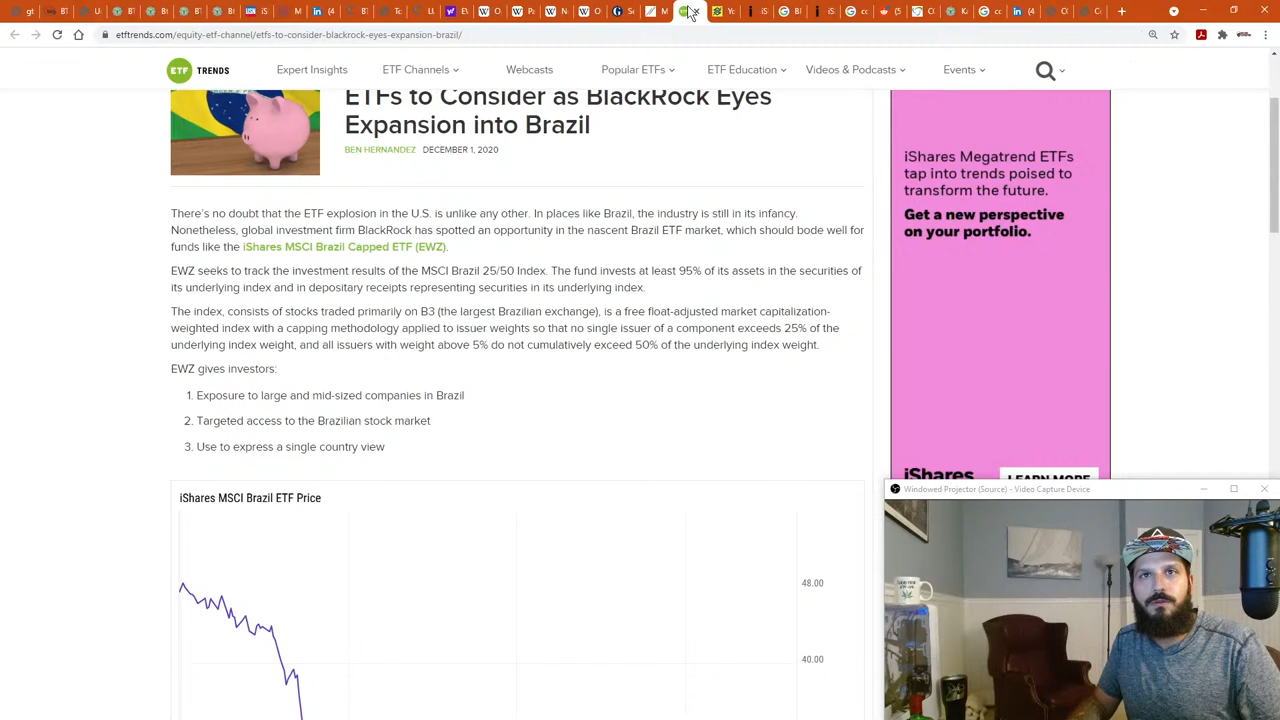 etftrends.com/equity-etf-channel/etfs-to-consider-blackrock-eyes-expansion-brazil/
ETF TRENDS
Expert Insights
ETF Channels
Webcasts
Popular ETFs
ETF Education
Videos & Podcasts
Events
ETFs to Consider as BlackRock Eyes
Expansion into Brazil
BEN HERNANDEZ DECEMBER 1, 2020
There's no doubt that the ETF explosion in the U.S. is unlike any other. In places like Brazil, the industry is still in its infancy.
Nonetheless, global investment firm BlackRock has spotted an opportunity in the nascent Brazil ETF market, which should bode well for
funds like the iShares MSCI Brazil Capped ETF (EWZ).
EWZ seeks to track the investment results of the MSCI Brazil 25/50 Index. The fund invests at least 95% of its assets in the securities of
its underlying index and in depositary receipts representing securities in its underlying index.
The index, consists of stocks traded primarily on B3 (the largest Brazilian exchange), is a free float-adjusted market capitalization-
weighted index with a capping methodology applied to issuer weights so that no single issuer of a component exceeds 25% of the
underlying index weight, and all issuers with weight above 5% do not cumulatively exceed 50% of the underlying index weight.
EWZ gives investors:
1. Exposure to large and mid-sized companies in Brazil
2. Targeted access to the Brazilian stock market
3. Use to express a single country view
iShares MSCI Brazil ETF Price
48.00
40.00
iShares Megatrend ETFs
tap into trends poised to
transform the future.
Get a new perspective
on your portfolio.
iShares
LEARN MORE
Windowed Projector (Source) - Video Capture Device